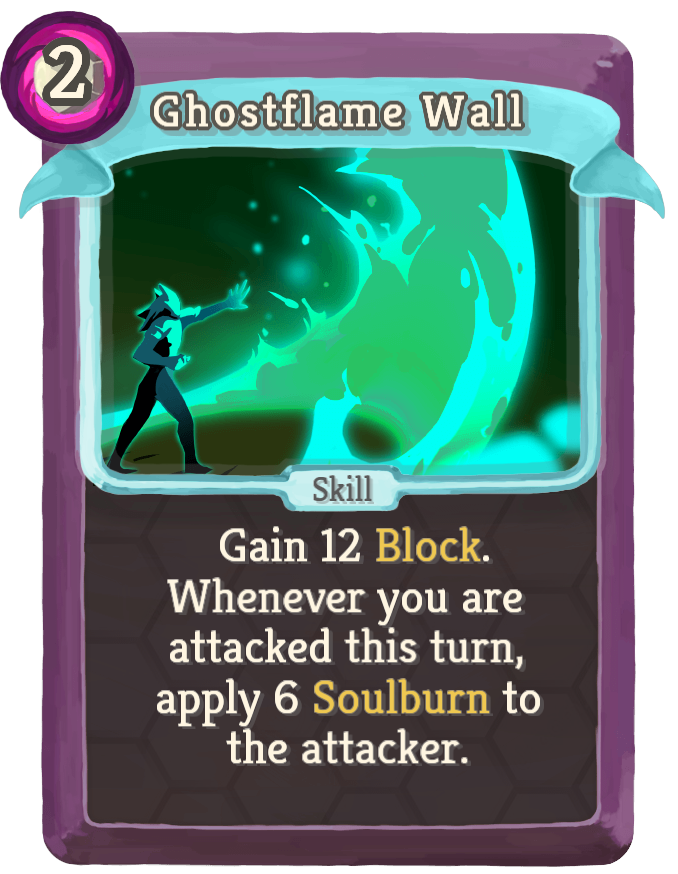 2
Ghostflame Wall
Skill
Gain 12 Block.
Whenever you are
attacked this turn,
apply 6 Soulburn to
the attacker.